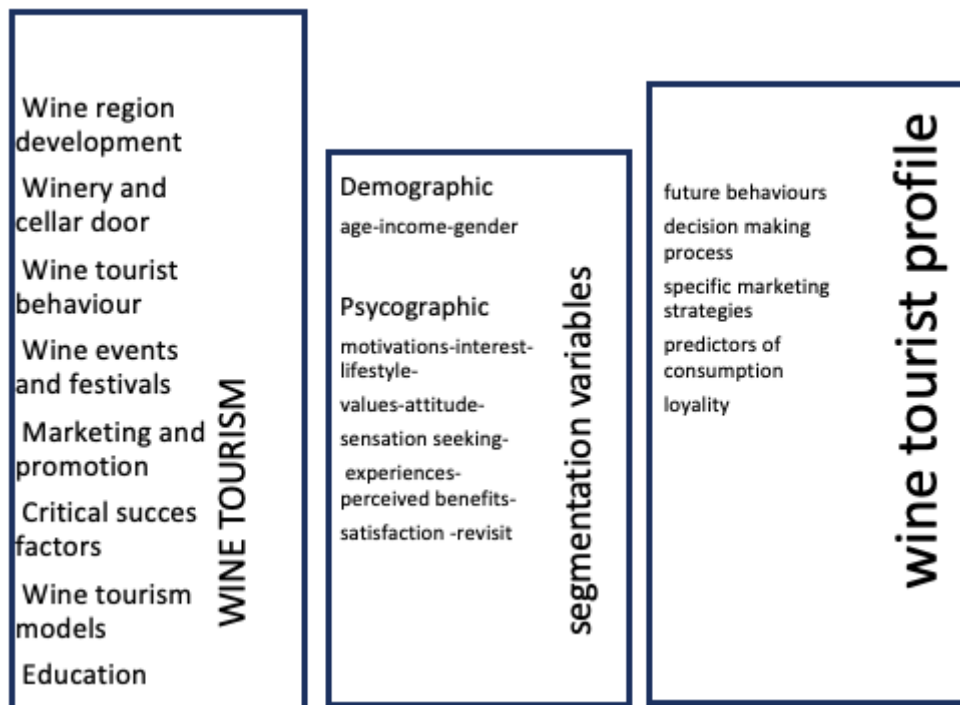 Wine region
development
Winery and
cellar door
Wine tourist
behaviour
Wine events
and festivals
Marketing and
promotion
Critical succes
factors
Wine tourism
models
Education
WINE TOURISM
Demographic
age-income-gender
Psycographic
motivations-interest-
lifestyle-
values-attitude-
sensation seeking-
experiences-
perceived benefits-
satisfaction -revisit
segmentation variables
future behaviours
decision making
process
specific marketing
strategies
predictors of
consumption
loyality
wine tourist profile